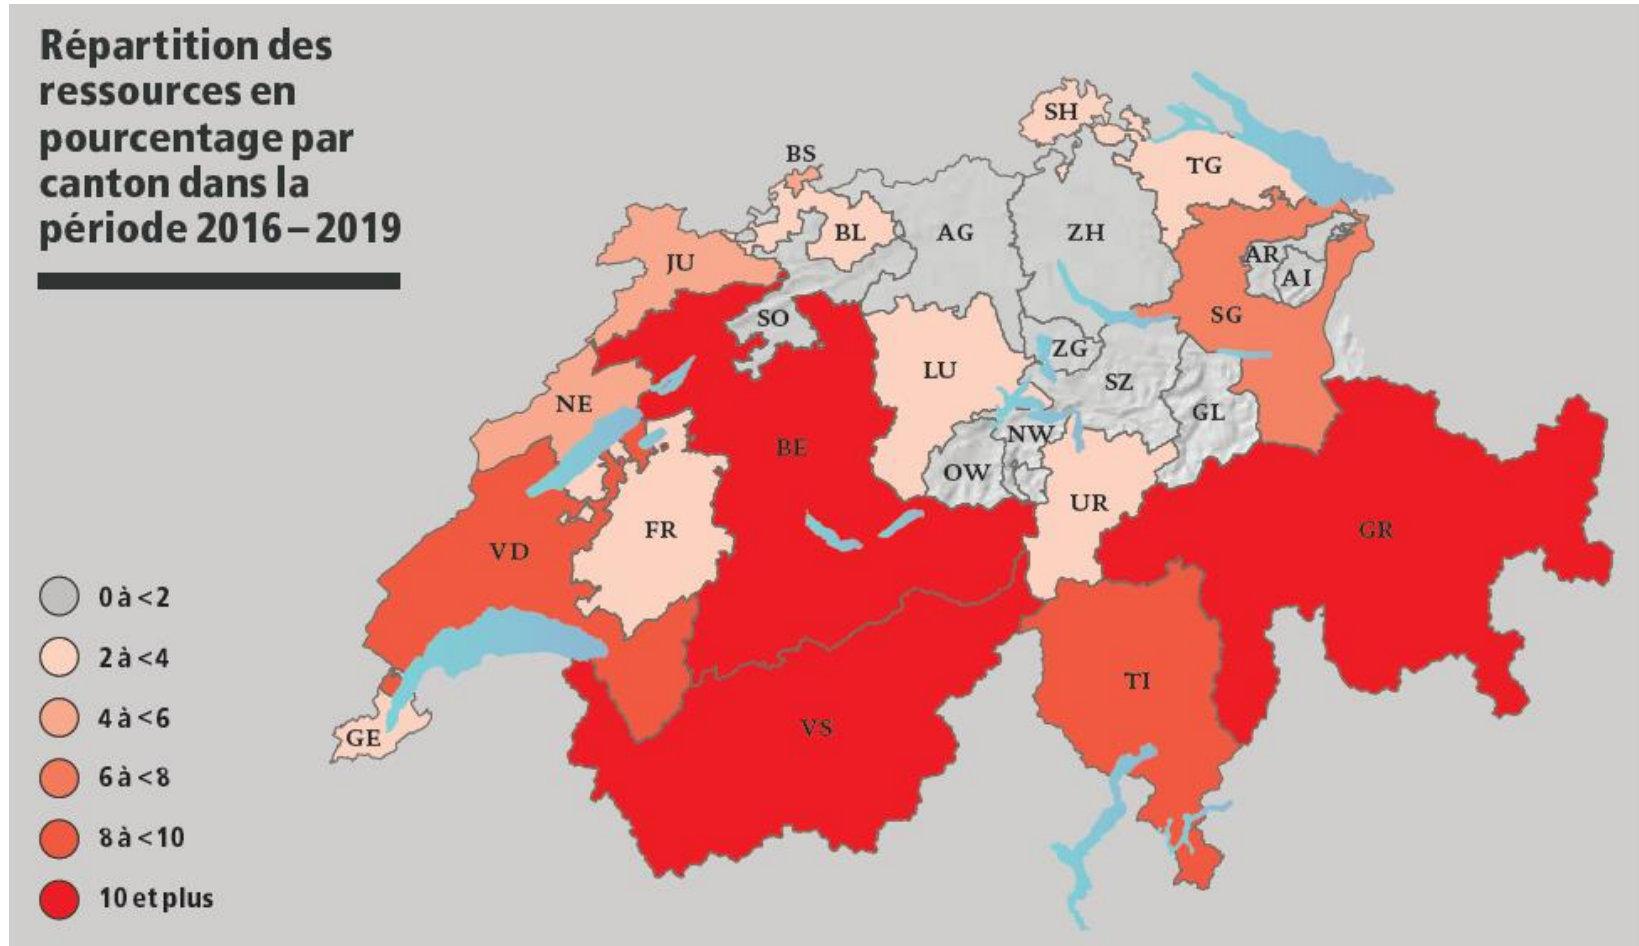 Répartition des
ressources en
pourcentage par
canton dans la
période 2016–2019
SH
BS
TG
BL
AG
ZH
JU
AR
AI
SO
SG
ZG
LU
SZ
NE
GL
NW
BE
OW
UR
FR
GR
VD
TI
VS
GE
0 à <2
2 à <4
4 à <6
6 à <8
8 à <10
10 et plus